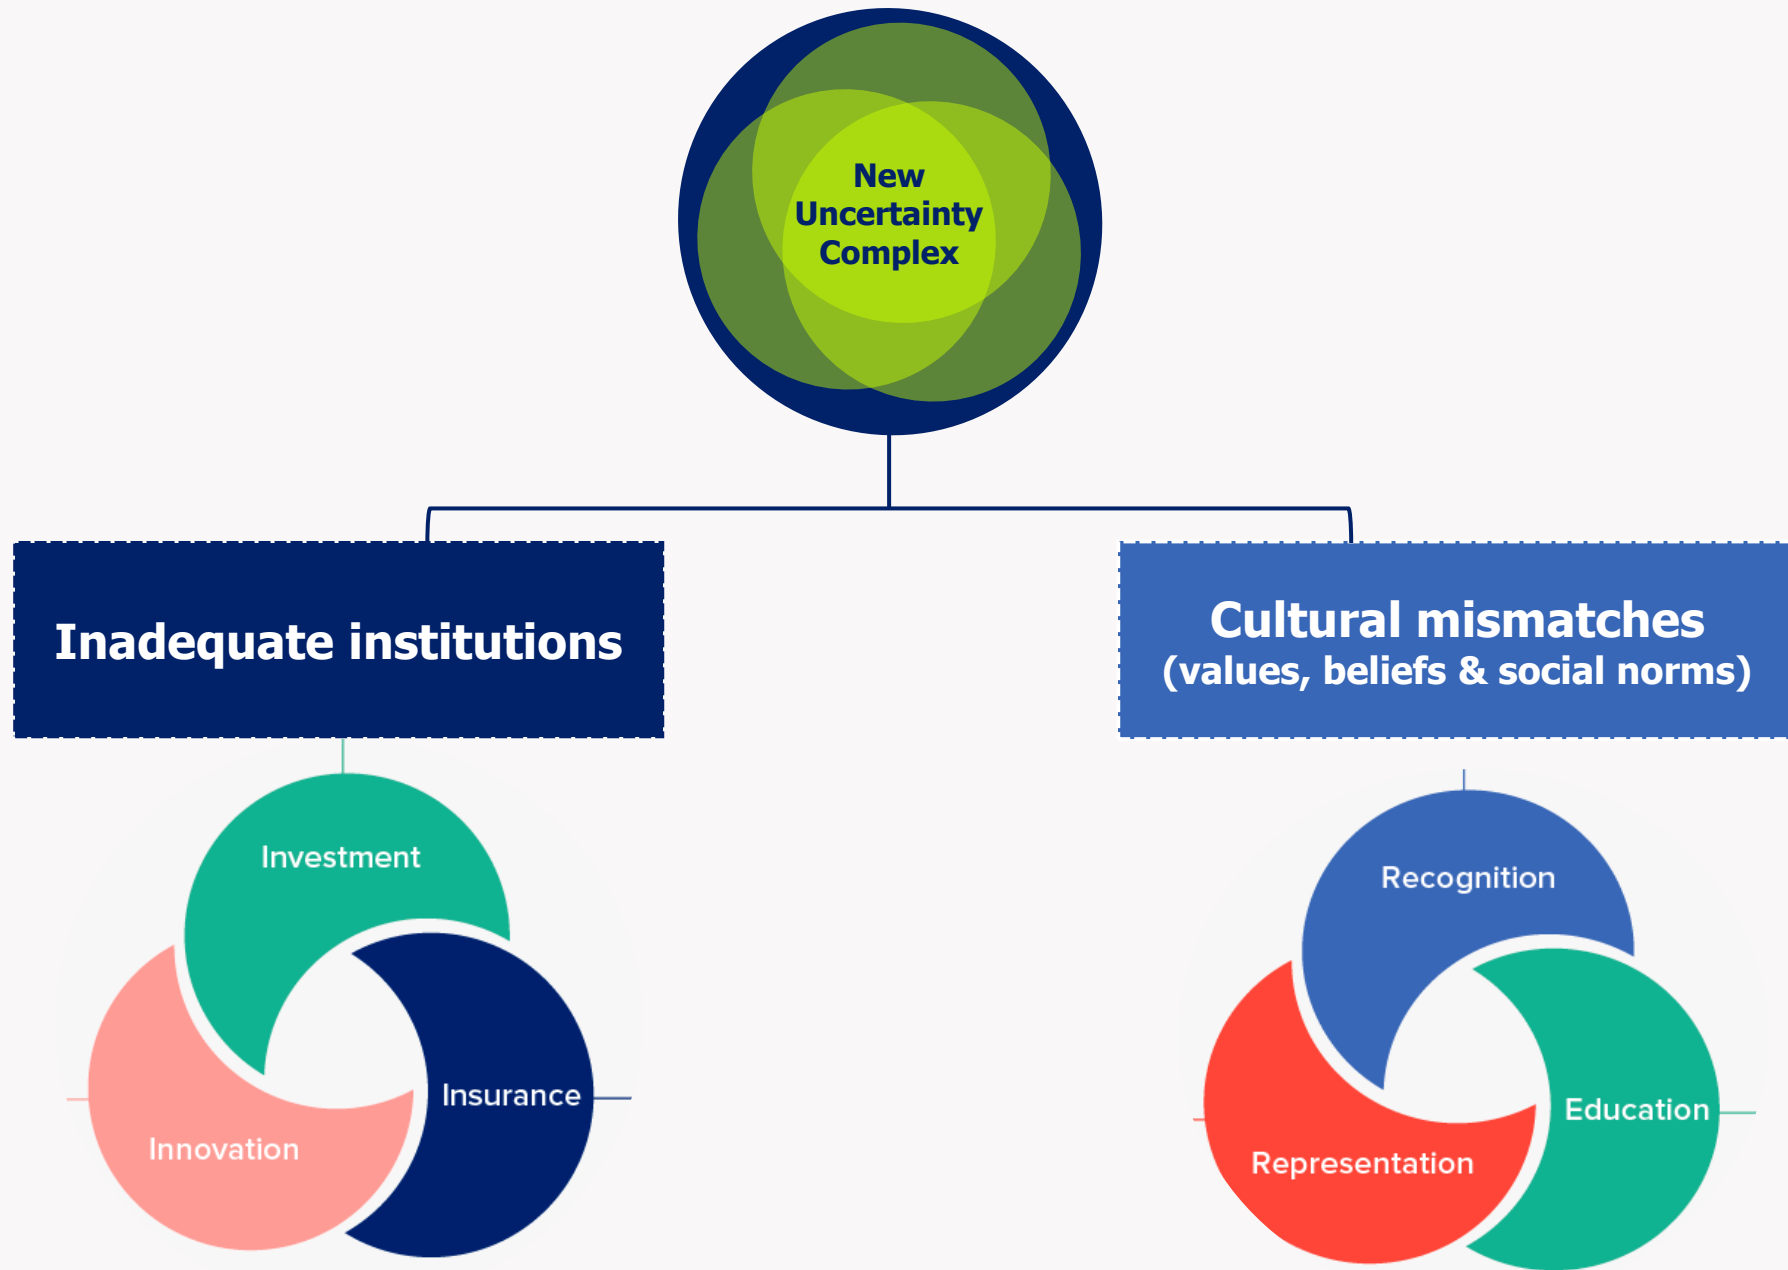 New
Uncertainty
Complex
Inadequate institutions
Cultural mismatches
(values, beliefs & social norms)
Investment
Insurance
Innovation
Recognition
Education
Representation